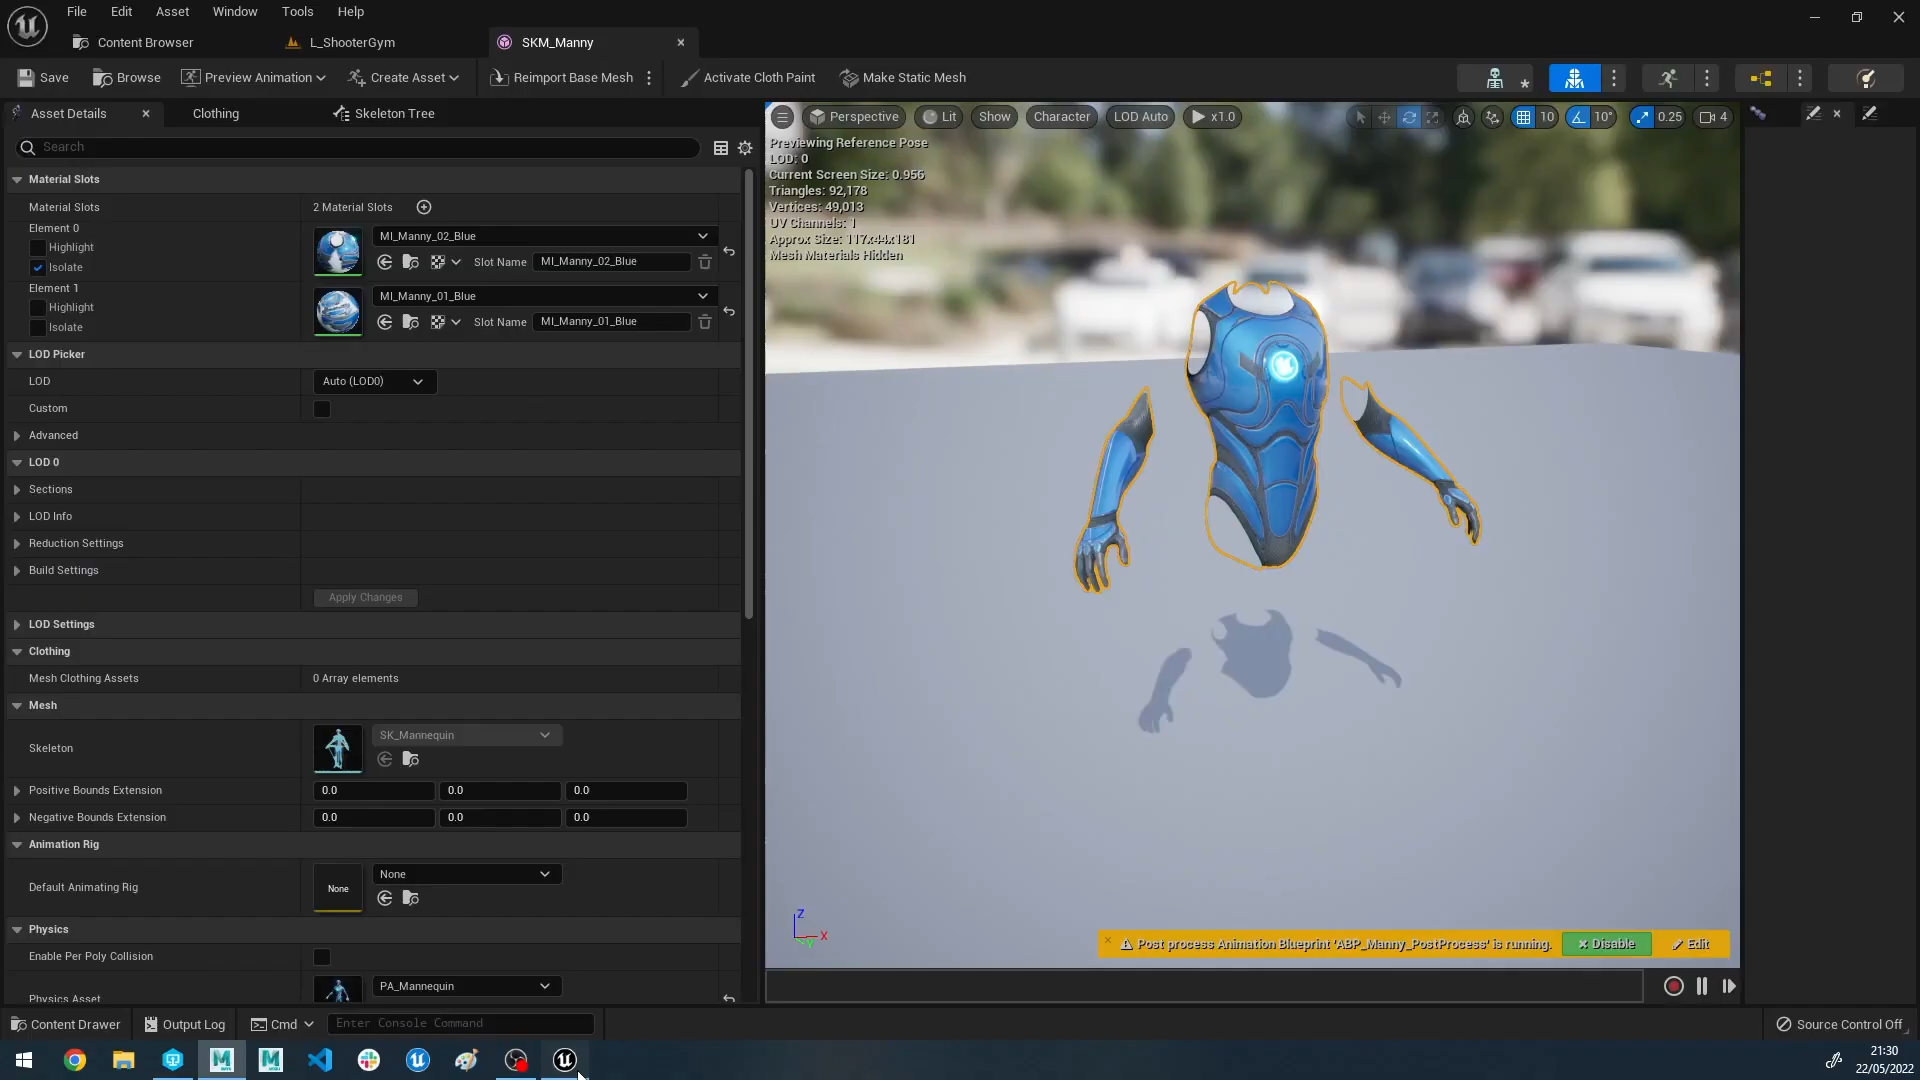 File Edit Asset Window Tools Help
Content Browser L_ShooterGym SKM_Manny
Save Browse Preview Animation Create Asset Reimport Base Mesh Activate Cloth Paint Make Static Mesh
Asset Details Clothing Skeleton Tree
Search
Perspective Lit Show Character LOD Auto x1.0 10 10° 0.25 4
Previewing Reference Pose
LOD: 0
Current Screen Size: 0.956
Triangles: 92,178
Vertices: 49,013
UV Channels: 1
Approx Size: 117x44x181
Mesh Materials Hidden
Material Slots
Material Slots 2 Material Slots
Element 0
Highlight
Isolate
MI_Manny_02_Blue
Slot Name MI_Manny_02_Blue
Element 1
Highlight
Isolate
MI_Manny_01_Blue
Slot Name MI_Manny_01_Blue
LOD Picker
LOD Auto (LOD0)
Custom
Advanced
LOD 0
Sections
LOD Info
Reduction Settings
Build Settings
Apply Changes
LOD Settings
Clothing
Mesh Clothing Assets 0 Array elements
Mesh
Skeleton SK_Mannequin
Positive Bounds Extension 0.0 0.0 0.0
Negative Bounds Extension 0.0 0.0 0.0
Animation Rig
Default Animating Rig None None
Physics
Enable Per Poly Collision
Physics Asset PA_Mannequin
Z
X
Y
Post process Animation Blueprint 'ABP_Manny_PostProcess' is running. Disable Edit
Content Drawer Output Log Cmd Enter Console Command Source Control Off
21:30
22/05/2022